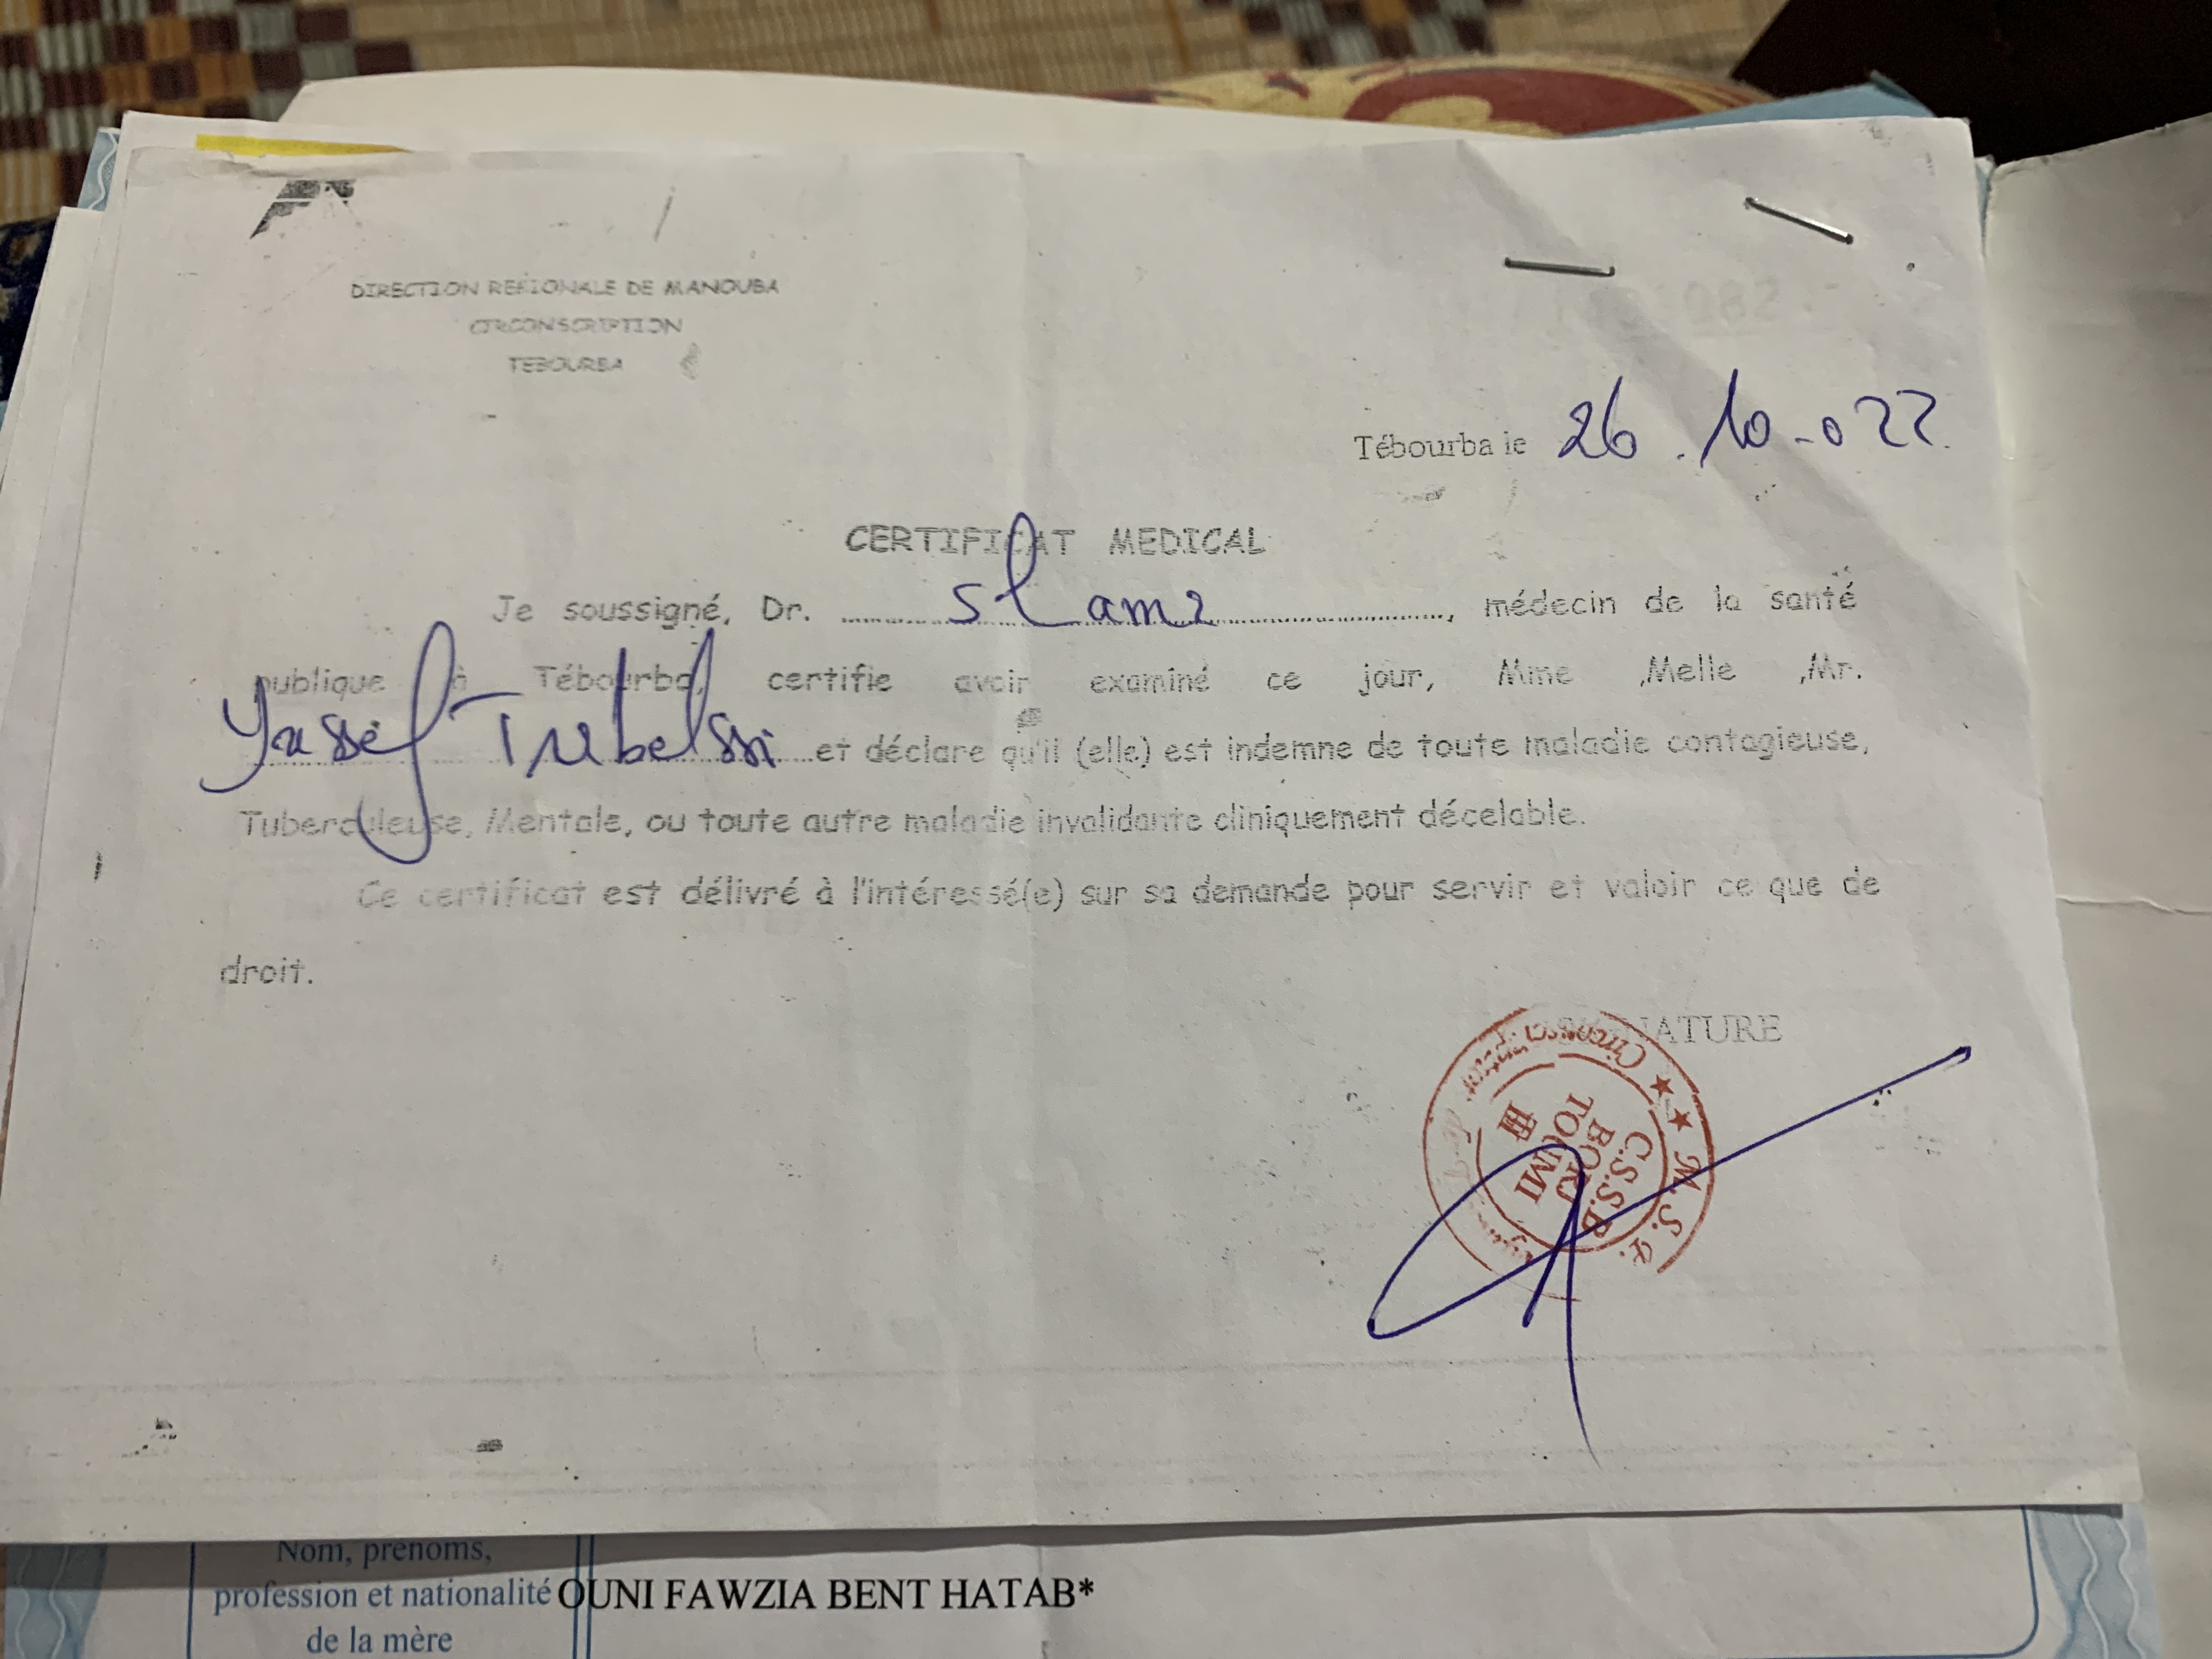 DIRECTION REGIONALE DE MANOUBA
CIRCONSCRIPTION
TEBOURBA
Tébourba le 26.10-022
CERTIFICAT MEDICAL
Je soussigné, Dr. slama, médecin de la santé
publique à Tébourba, certifie avoir examiné ce jour, Mme ,Melle ,Mr.
Yassef Trabelssi et déclare qu'il (elle) est indemne de toute maladie contagieuse,
Tuberculeuse, Mentale, ou toute autre maladie invalidante cliniquement décelable.
Ce certificat est délivré à l'intéressé(e) sur sa demande pour servir et valoir ce que de
droit.
SIGNATURE
M.S.P.
C.S.S.B
BORJ
TOUMI
Nom, prénoms,
profession et nationalité OUNI FAWZIA BENT HATAB*
de la mère